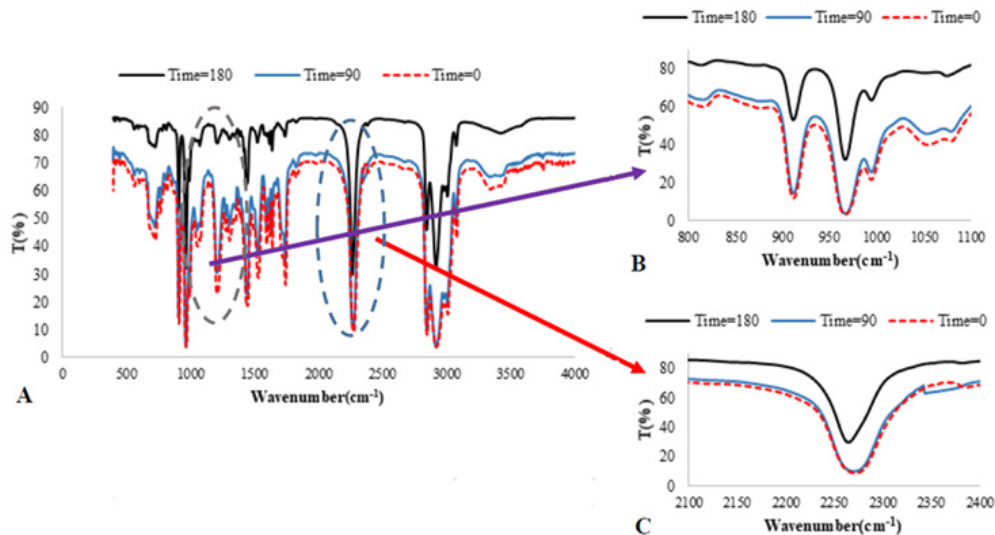 Time=180 Time=90 Time=0
T(%)
90
80
70
60
50
40
30
20
10
0
0 500 1000 1500 2000 2500 3000 3500 4000
Wavenumber(cm-1)
A
Time=180 Time=90 Time=0
T(%)
80
60
40
20
0
800 850 900 950 1000 1050 1100
Wavenumber(cm-1)
B
Time=180 Time=90 Time=0
T(%)
80
60
40
20
0
2100 2150 2200 2250 2300 2350 2400
Wavenumber(cm-1)
C